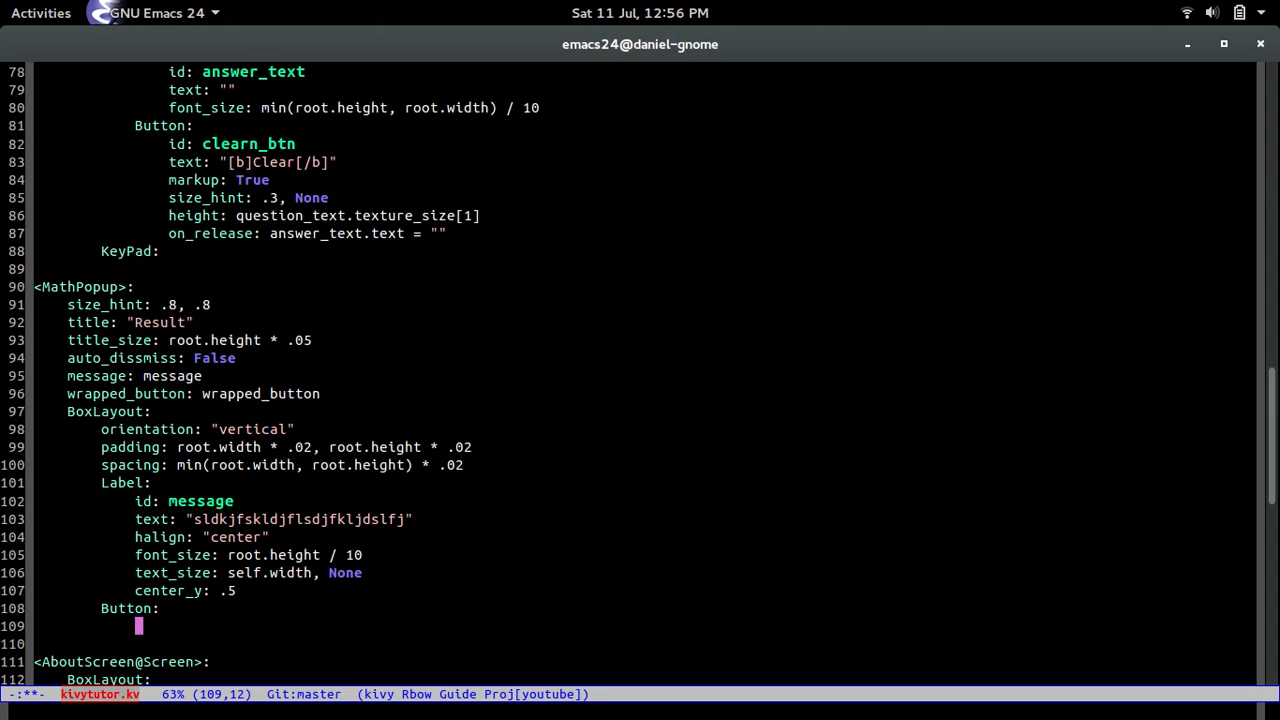 Activities GNU Emacs 24 Sat 11 Jul, 12:56 PM
emacs24@daniel-gnome
78                 id: answer_text
79                 text: ""
80                 font_size: min(root.height, root.width) / 10
81             Button:
82                 id: clearn_btn
83                 text: "[b]Clear[/b]"
84                 markup: True
85                 size_hint: .3, None
86                 height: question_text.texture_size[1]
87                 on_release: answer_text.text = ""
88         KeyPad:
89
90 <MathPopup>:
91     size_hint: .8, .8
92     title: "Result"
93     title_size: root.height * .05
94     auto_dissmiss: False
95     message: message
96     wrapped_button: wrapped_button
97     BoxLayout:
98         orientation: "vertical"
99         padding: root.width * .02, root.height * .02
100         spacing: min(root.width, root.height) * .02
101         Label:
102             id: message
103             text: "sldkjfskldjflsdjfkljdslfj"
104             halign: "center"
105             font_size: root.height / 10
106             text_size: self.width, None
107             center_y: .5
108         Button:
109
110
111 <AboutScreen@Screen>:
112     BoxLayout:
-:**- kivytutor.kv 63% (109,12) Git:master (kivy Rbow Guide Proj[youtube])